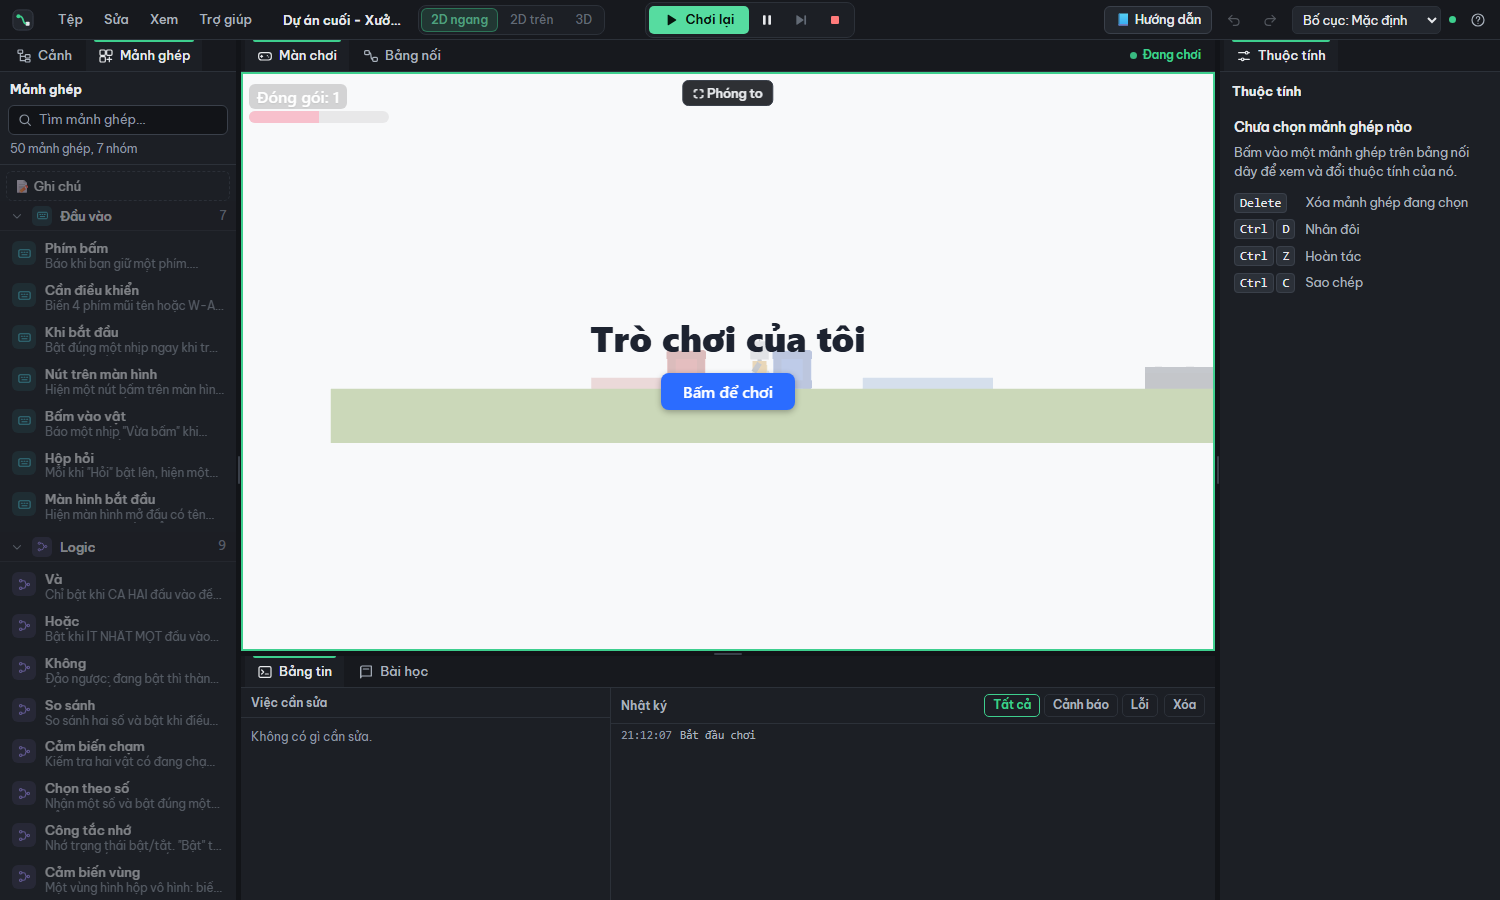 Tệp Sửa Xem Trợ giúp Dự án cuối - Xưở... 2D ngang 2D trên 3D Chơi lại Hướng dẫn Bố cục: Mặc định
Cảnh Mảnh ghép
Màn chơi Bảng nối Đang chơi
Thuộc tính
Mảnh ghép
Tìm mảnh ghép...
50 mảnh ghép, 7 nhóm
Ghi chú
Đầu vào 7
Phím bấm
Báo khi bạn giữ một phím....
Cần điều khiển
Biến 4 phím mũi tên hoặc W-A...
Khi bắt đầu
Bật đúng một nhịp ngay khi tr...
Nút trên màn hình
Hiện một nút bấm trên màn hìn...
Bấm vào vật
Báo một nhịp "Vừa bấm" khi...
Hộp hỏi
Mỗi khi "Hỏi" bật lên, hiện một...
Màn hình bắt đầu
Hiện màn hình mở đầu có tên...
Logic 9
Và
Chỉ bật khi CẢ HAI đầu vào đề...
Hoặc
Bật khi ÍT NHẤT MỘT đầu vào...
Không
Đảo ngược: đang bật thì thàn...
So sánh
So sánh hai số và bật khi điều...
Cảm biến chạm
Kiểm tra hai vật có đang chạ...
Chọn theo số
Nhận một số và bật đúng một...
Công tắc nhớ
Nhớ trạng thái bật/tắt. "Bật" t...
Cảm biến vùng
Một vùng hình hộp vô hình: biế...
Đóng gói: 1
Phóng to
Trò chơi của tôi
Bấm để chơi
Bảng tin Bài học
Việc cần sửa
Không có gì cần sửa.
Nhật ký Tất cả Cảnh báo Lỗi Xóa
21:12:07 Bắt đầu chơi
Thuộc tính
Chưa chọn mảnh ghép nào
Bấm vào một mảnh ghép trên bảng nối
dây để xem và đổi thuộc tính của nó.
Delete Xóa mảnh ghép đang chọn
Ctrl D Nhân đôi
Ctrl Z Hoàn tác
Ctrl C Sao chép